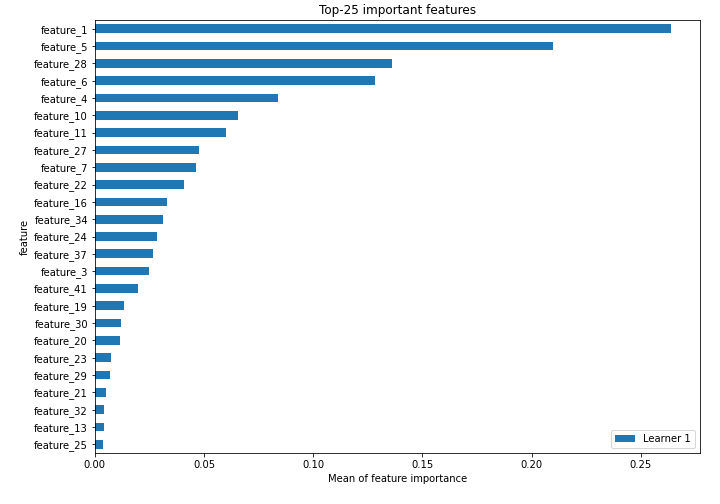 Top-25 important features
feature_1
feature_5
feature_28
feature_6
feature_4
feature_10
feature_11
feature_27
feature_7
feature_22
feature_16
feature_34
feature_24
feature_37
feature_3
feature_41
feature_19
feature_30
feature_20
feature_23
feature_29
feature_21
feature_32
feature_13
feature_25
feature
Learner 1
0.00 0.05 0.10 0.15 0.20 0.25
Mean of feature importance